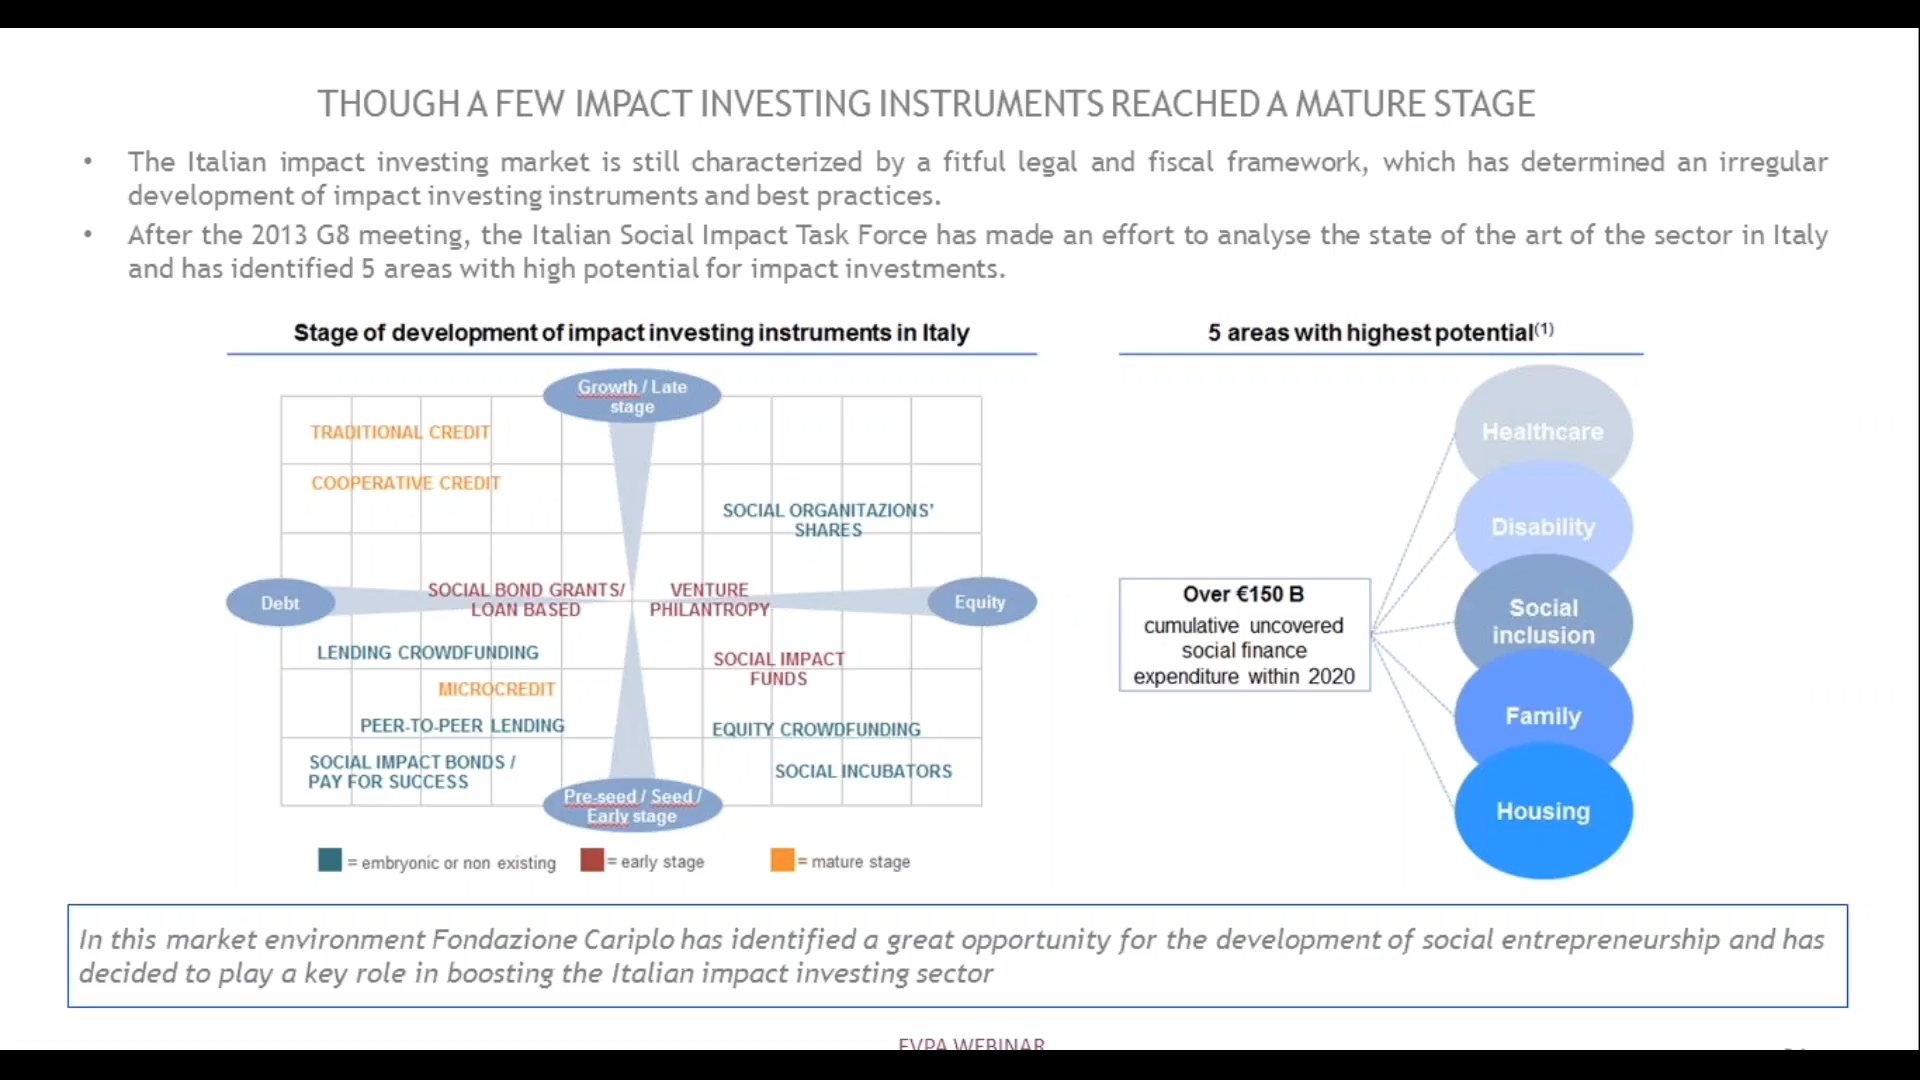 THOUGH A FEW IMPACT INVESTING INSTRUMENTS REACHED A MATURE STAGE
• The Italian impact investing market is still characterized by a fitful legal and fiscal framework, which has determined an irregular
development of impact investing instruments and best practices.
• After the 2013 G8 meeting, the Italian Social Impact Task Force has made an effort to analyse the state of the art of the sector in Italy
and has identified 5 areas with high potential for impact investments.
Stage of development of impact investing instruments in Italy
Growth / Late
stage
TRADITIONAL CREDIT
COOPERATIVE CREDIT
SOCIAL ORGANITAZIONS'
SHARES
Debt
SOCIAL BOND GRANTS/
LOAN BASED
VENTURE
PHILANTROPY
Equity
LENDING CROWDFUNDING
SOCIAL IMPACT
FUNDS
MICROCREDIT
PEER-TO-PEER LENDING
EQUITY CROWDFUNDING
SOCIAL IMPACT BONDS /
PAY FOR SUCCESS
SOCIAL INCUBATORS
Pre-seed / Seed /
Early stage
= embryonic or non existing = early stage = mature stage
5 areas with highest potential(1)
Over €150 B
cumulative uncovered
social finance
expenditure within 2020
Healthcare
Disability
Social
inclusion
Family
Housing
In this market environment Fondazione Cariplo has identified a great opportunity for the development of social entrepreneurship and has
decided to play a key role in boosting the Italian impact investing sector
EVPA WEBINAR